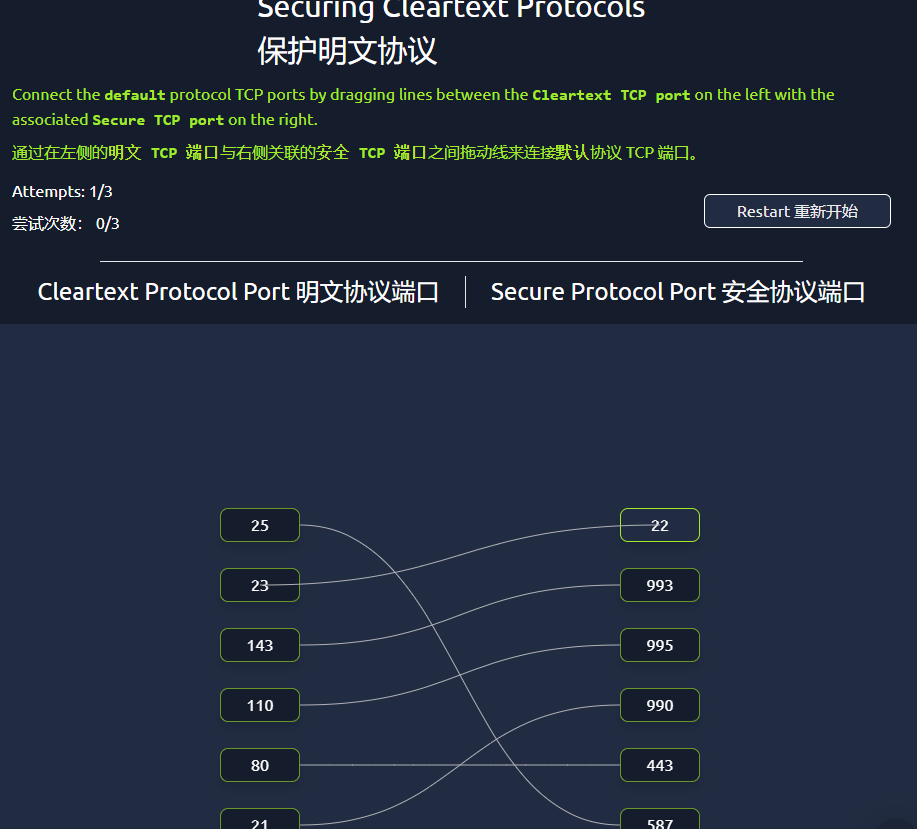 Securing Cleartext Protocols
保护明文协议
Connect the default protocol TCP ports by dragging lines between the Cleartext TCP port on the left with the
associated Secure TCP port on the right.
通过在左侧的明文 TCP 端口与右侧关联的安全 TCP 端口之间拖动线来连接默认协议 TCP 端口。
Attempts: 1/3
尝试次数： 0/3
Restart 重新开始
Cleartext Protocol Port 明文协议端口
Secure Protocol Port 安全协议端口
25
22
23
993
143
995
110
990
80
443
21
587